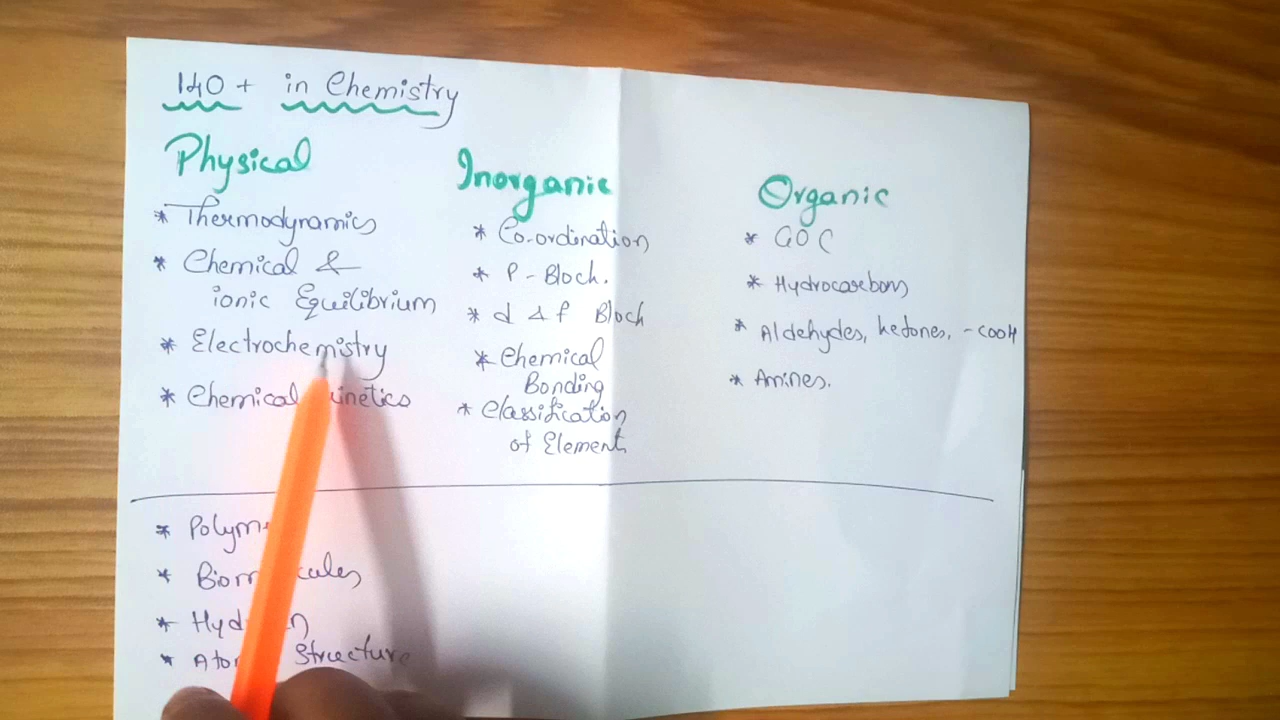 140+ in Chemistry
Physical
* Thermodynamics
* Chemical &
ionic Equilibrium
* Electrochemistry
* Chemical
Inorganic
* Co-ordination
* P-Block.
* d & f Block
* Chemical
Bonding
* Classification
of Element
Organic
* GOC
* Hydrocarbons
* Aldehydes, ketones, -COOH
* Amines.
*
*
*
* Structure